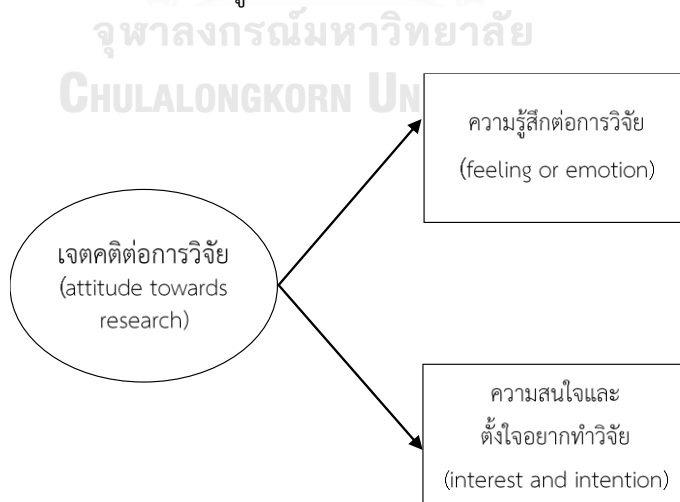 จุฬาลงกรณ์มหาวิทยาลัย
CHULALONGKORN UN
ความรู้สึกต่อการวิจัย
(feeling or emotion)
เจตคติต่อการวิจัย
(attitude towards
research)
ความสนใจและ
ตั้งใจอยากทำวิจัย
(interest and intention)